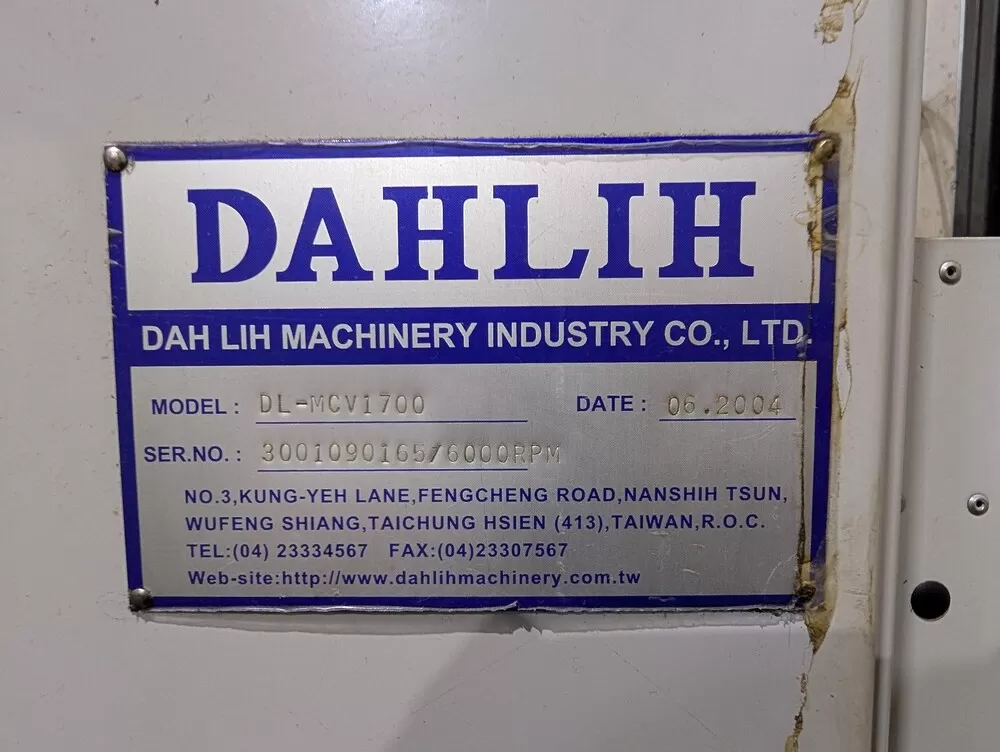 DAHLIH
DAH LIH MACHINERY INDUSTRY CO., LTD.
MODEL : DL-MCV1700 DATE : 06.2004
SER.NO. : 3001090165/6000RPM
NO.3,KUNG-YEH LANE,FENGCHENG ROAD,NANSHIH TSUN,
WUFENG SHIANG,TAICHUNG HSIEN (413),TAIWAN,R.O.C.
TEL:(04) 23334567 FAX:(04)23307567
Web-site:http://www.dahlihmachinery.com.tw